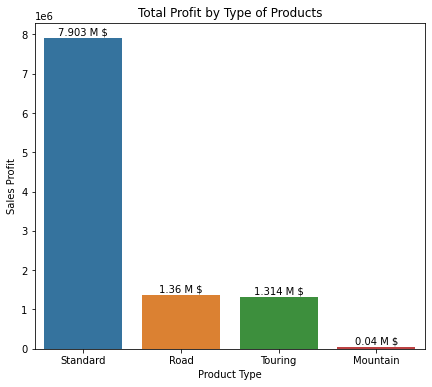 Total Profit by Type of Products
1e6
8
7
6
5
4
3
2
1
0
Sales Profit
7.903 M $
1.36 M $
1.314 M $
0.04 M $
Standard
Road
Touring
Mountain
Product Type